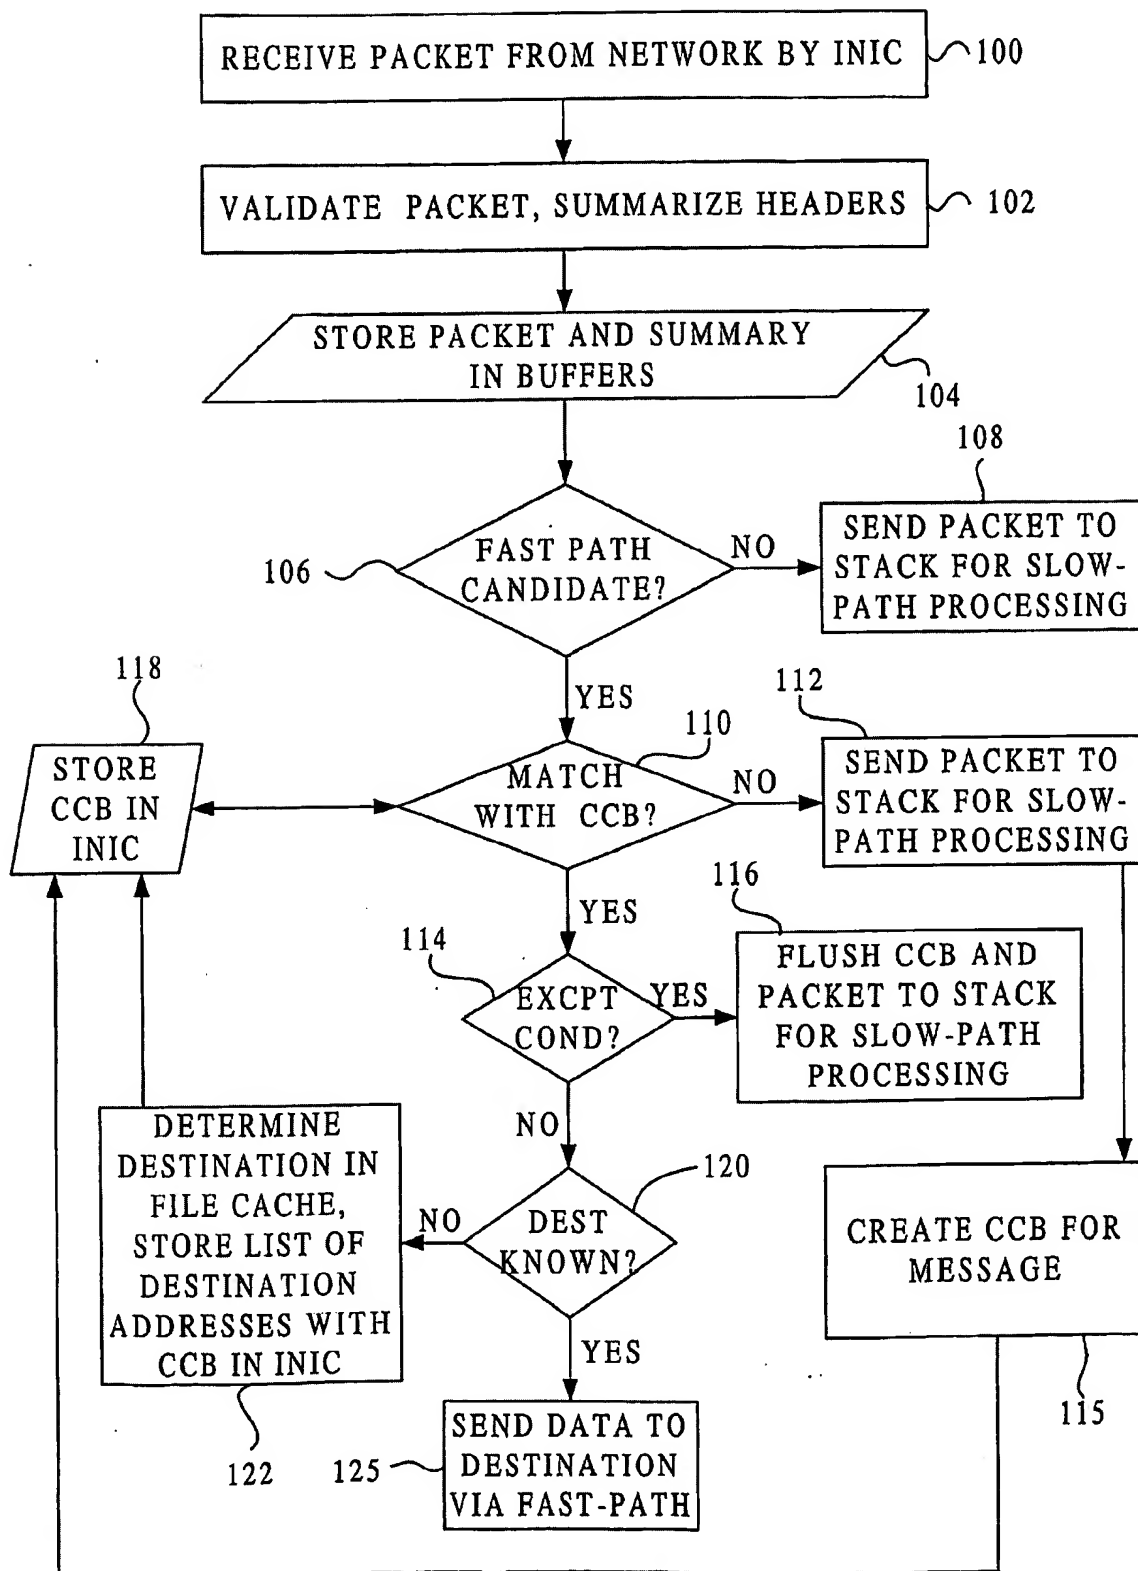 RECEIVE PACKET FROM NETWORK BY INIC
100
VALIDATE PACKET, SUMMARIZE HEADERS
102
STORE PACKET AND SUMMARY
IN BUFFERS
104
108
FAST PATH
CANDIDATE?
106
NO
SEND PACKET TO
STACK FOR SLOW-
PATH PROCESSING
YES
118
STORE
CCB IN
INIC
110
MATCH
WITH CCB?
NO
112
SEND PACKET TO
STACK FOR SLOW-
PATH PROCESSING
YES
114
EXCPT
COND?
YES
116
FLUSH CCB AND
PACKET TO STACK
FOR SLOW-PATH
PROCESSING
NO
DETERMINE
DESTINATION IN
FILE CACHE,
STORE LIST OF
DESTINATION
ADDRESSES WITH
CCB IN INIC
122
NO
DEST
KNOWN?
120
CREATE CCB FOR
MESSAGE
115
YES
SEND DATA TO
DESTINATION
VIA FAST-PATH
125